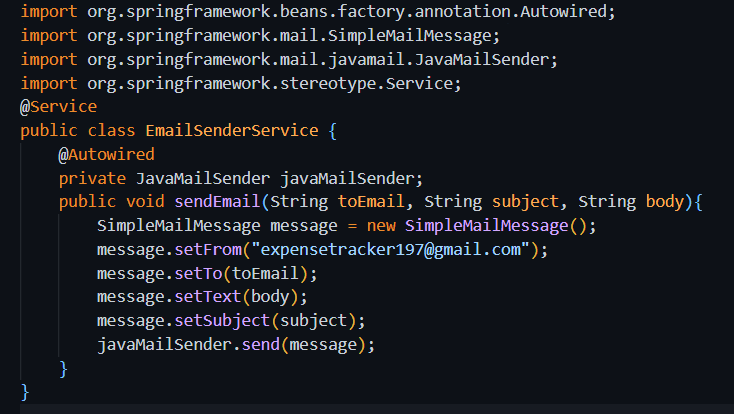 import org.springframework.beans.factory.annotation.Autowired;
import org.springframework.mail.SimpleMailMessage;
import org.springframework.mail.javamail.JavaMailSender;
import org.springframework.stereotype.Service;
@Service
public class EmailSenderService {
    @Autowired
    private JavaMailSender javaMailSender;
    public void sendEmail(String toEmail, String subject, String body){
        SimpleMailMessage message = new SimpleMailMessage();
        message.setFrom("expensetracker197@gmail.com");
        message.setTo(toEmail);
        message.setText(body);
        message.setSubject(subject);
        javaMailSender.send(message);
    }
}